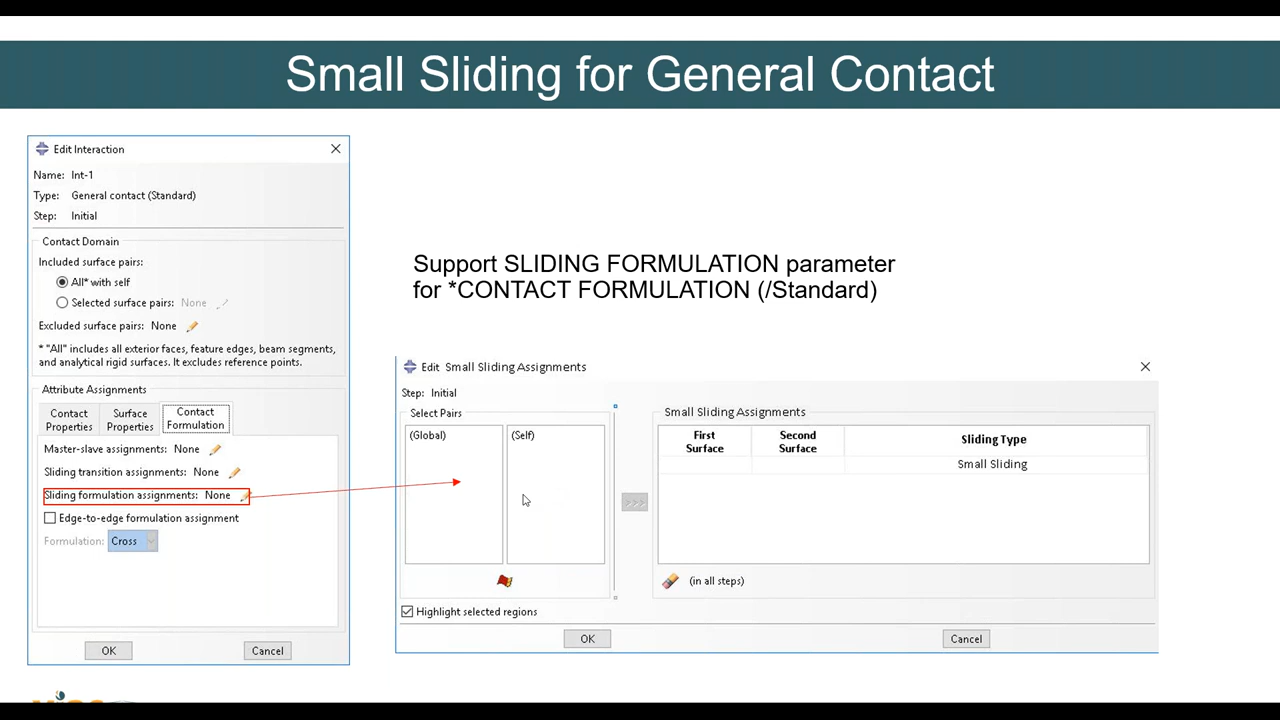 Small Sliding for General Contact
Edit Interaction
Name: Int-1
Type: General contact (Standard)
Step: Initial
Contact Domain
Included surface pairs:
All* with self
Selected surface pairs: None
Excluded surface pairs: None
* "All" includes all exterior faces, feature edges, beam segments,
and analytical rigid surfaces. It excludes reference points.
Attribute Assignments
Contact
Properties
Surface
Properties
Contact
Formulation
Master-slave assignments: None
Sliding transition assignments: None
Sliding formulation assignments: None
Edge-to-edge formulation assignment
Formulation: Cross
OK
Cancel
Support SLIDING FORMULATION parameter
for *CONTACT FORMULATION (/Standard)
Edit Small Sliding Assignments
Step: Initial
Select Pairs
(Global)
(Self)
>>>
Small Sliding Assignments
First
Surface
Second
Surface
Sliding Type
Small Sliding
(in all steps)
Highlight selected regions
OK
Cancel